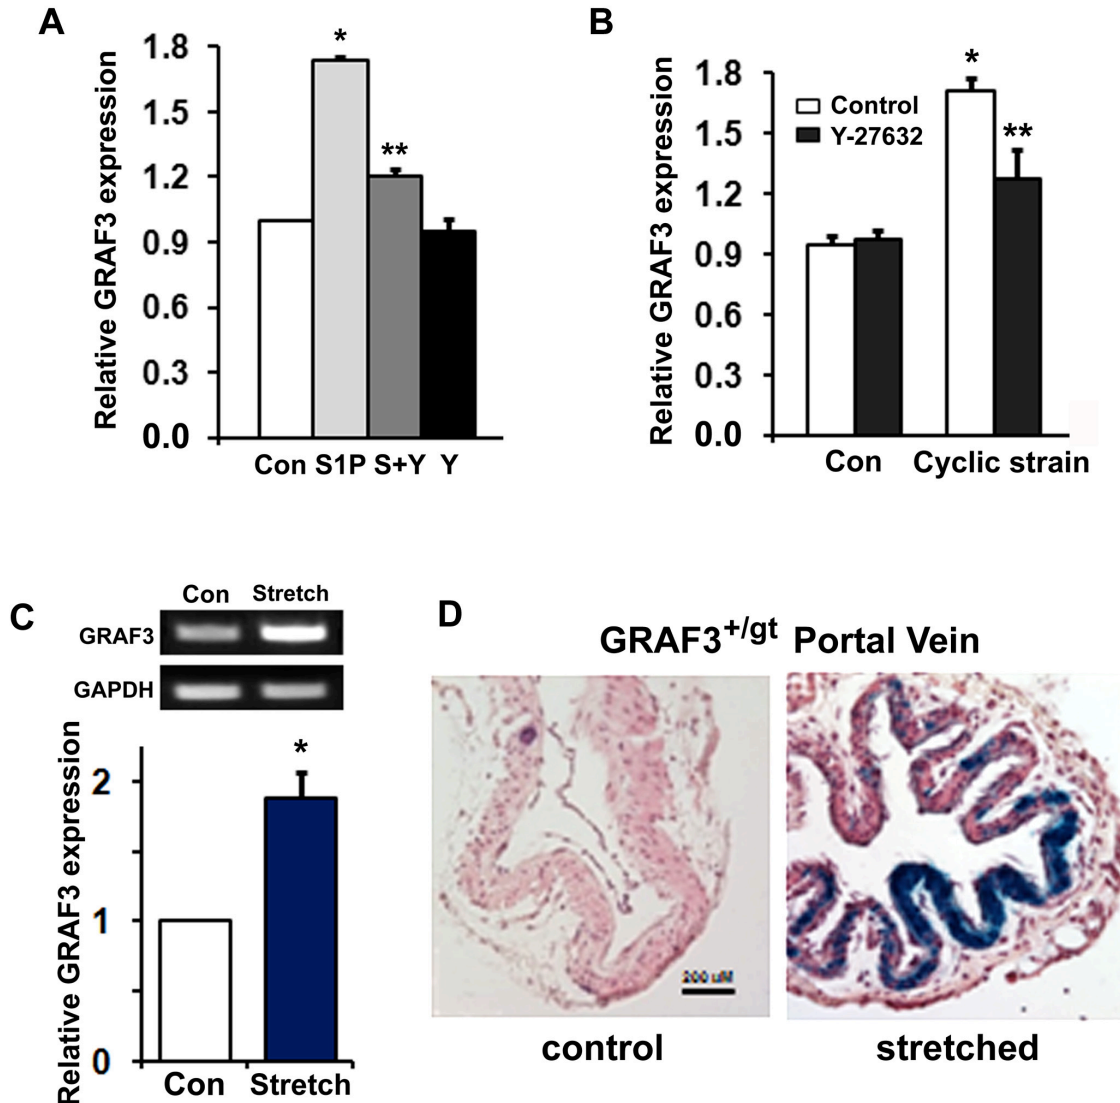 A
Relative GRAF3 expression
1.8
1.5
1.2
0.9
0.6
0.3
0.0
*
**
Con S1P S+Y Y
B
Relative GRAF3 expression
1.8
1.5
1.2
0.9
0.6
0.3
0.0
Control
Y-27632
*
**
Con Cyclic strain
C
Con Stretch
GRAF3
GAPDH
Relative GRAF3 expression
2
1
0
*
Con Stretch
D
GRAF3+/gt Portal Vein
200 uM
control stretched